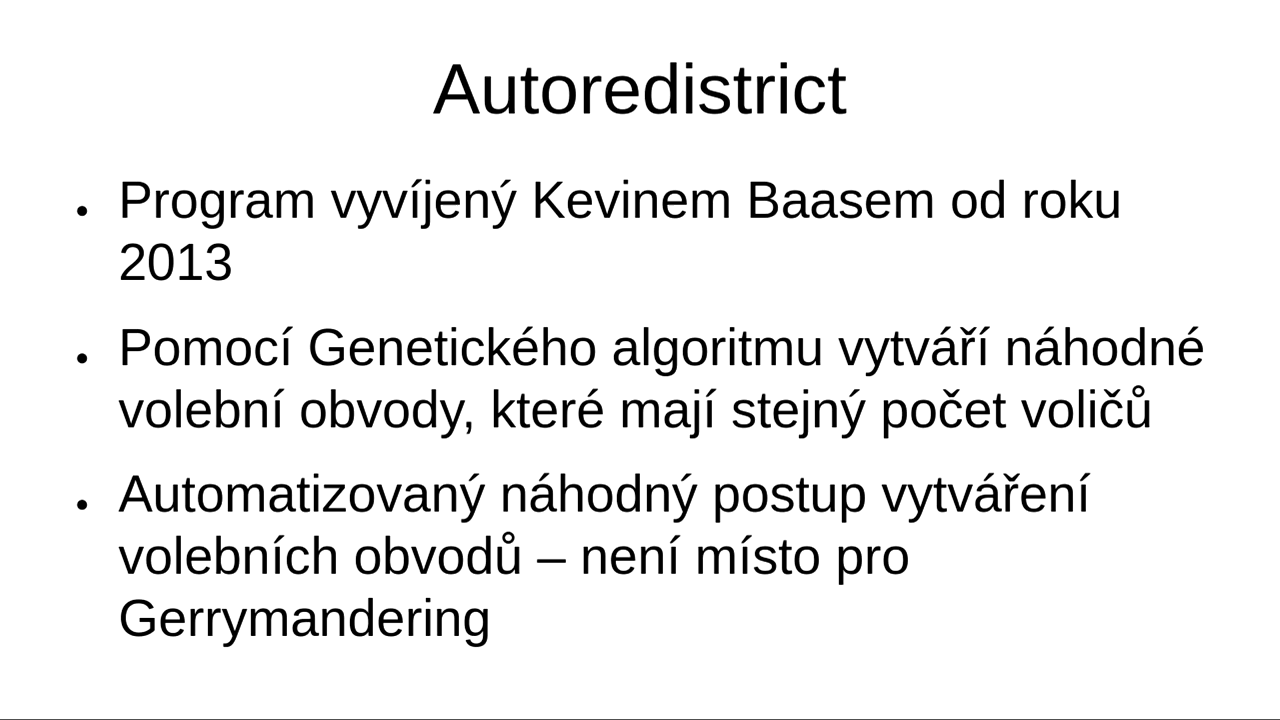 Autoredistrict
• Program vyvíjený Kevinem Baasem od roku
2013
• Pomocí Genetického algoritmu vytváří náhodné
volební obvody, které mají stejný počet voličů
• Automatizovaný náhodný postup vytváření
volebních obvodů – není místo pro
Gerrymandering